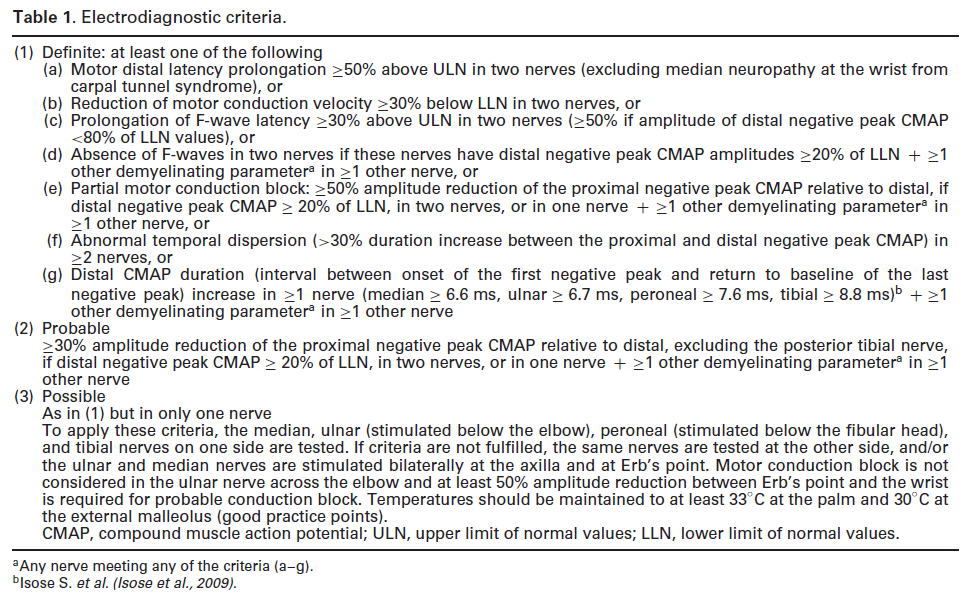 Table 1. Electrodiagnostic criteria.
(1) Definite: at least one of the following
(a) Motor distal latency prolongation ≥50% above ULN in two nerves (excluding median neuropathy at the wrist from
carpal tunnel syndrome), or
(b) Reduction of motor conduction velocity ≥30% below LLN in two nerves, or
(c) Prolongation of F-wave latency ≥30% above ULN in two nerves (≥50% if amplitude of distal negative peak CMAP
<80% of LLN values), or
(d) Absence of F-waves in two nerves if these nerves have distal negative peak CMAP amplitudes ≥20% of LLN + ≥1
other demyelinating parameterᵃ in ≥1 other nerve, or
(e) Partial motor conduction block: ≥50% amplitude reduction of the proximal negative peak CMAP relative to distal, if
distal negative peak CMAP ≥ 20% of LLN, in two nerves, or in one nerve + ≥1 other demyelinating parameterᵃ in
≥1 other nerve, or
(f) Abnormal temporal dispersion (>30% duration increase between the proximal and distal negative peak CMAP) in
≥2 nerves, or
(g) Distal CMAP duration (interval between onset of the first negative peak and return to baseline of the last
negative peak) increase in ≥1 nerve (median ≥ 6.6 ms, ulnar ≥ 6.7 ms, peroneal ≥ 7.6 ms, tibial ≥ 8.8 ms)ᵇ + ≥1
other demyelinating parameterᵃ in ≥1 other nerve
(2) Probable
≥30% amplitude reduction of the proximal negative peak CMAP relative to distal, excluding the posterior tibial nerve,
if distal negative peak CMAP ≥ 20% of LLN, in two nerves, or in one nerve + ≥1 other demyelinating parameterᵃ in ≥1
other nerve
(3) Possible
As in (1) but in only one nerve
To apply these criteria, the median, ulnar (stimulated below the elbow), peroneal (stimulated below the fibular head),
and tibial nerves on one side are tested. If criteria are not fulfilled, the same nerves are tested at the other side, and/or
the ulnar and median nerves are stimulated bilaterally at the axilla and at Erb's point. Motor conduction block is not
considered in the ulnar nerve across the elbow and at least 50% amplitude reduction between Erb's point and the wrist
is required for probable conduction block. Temperatures should be maintained to at least 33°C at the palm and 30°C at
the external malleolus (good practice points).
CMAP, compound muscle action potential; ULN, upper limit of normal values; LLN, lower limit of normal values.
ᵃAny nerve meeting any of the criteria (a–g).
ᵇIsose S. et al. (Isose et al., 2009).